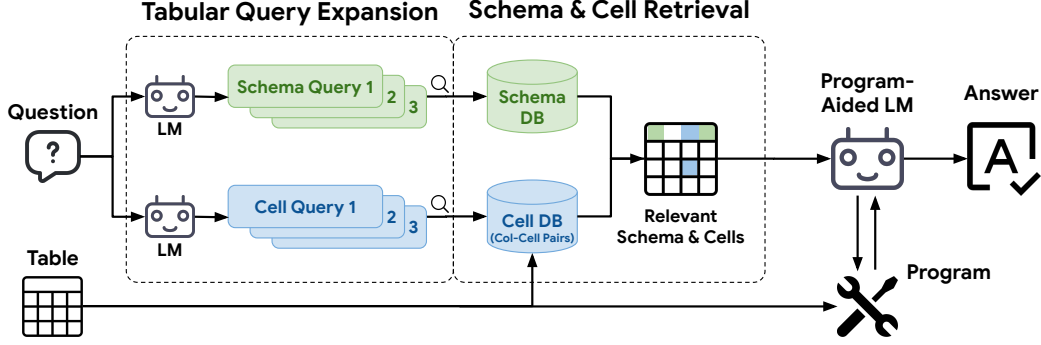 Tabular Query Expansion
Schema & Cell Retrieval
Question
?
LM
Schema Query 1
2
3
Schema
DB
LM
Cell Query 1
2
3
Cell DB
(Col-Cell Pairs)
Relevant
Schema & Cells
Program-
Aided LM
Answer
A
Table
Program